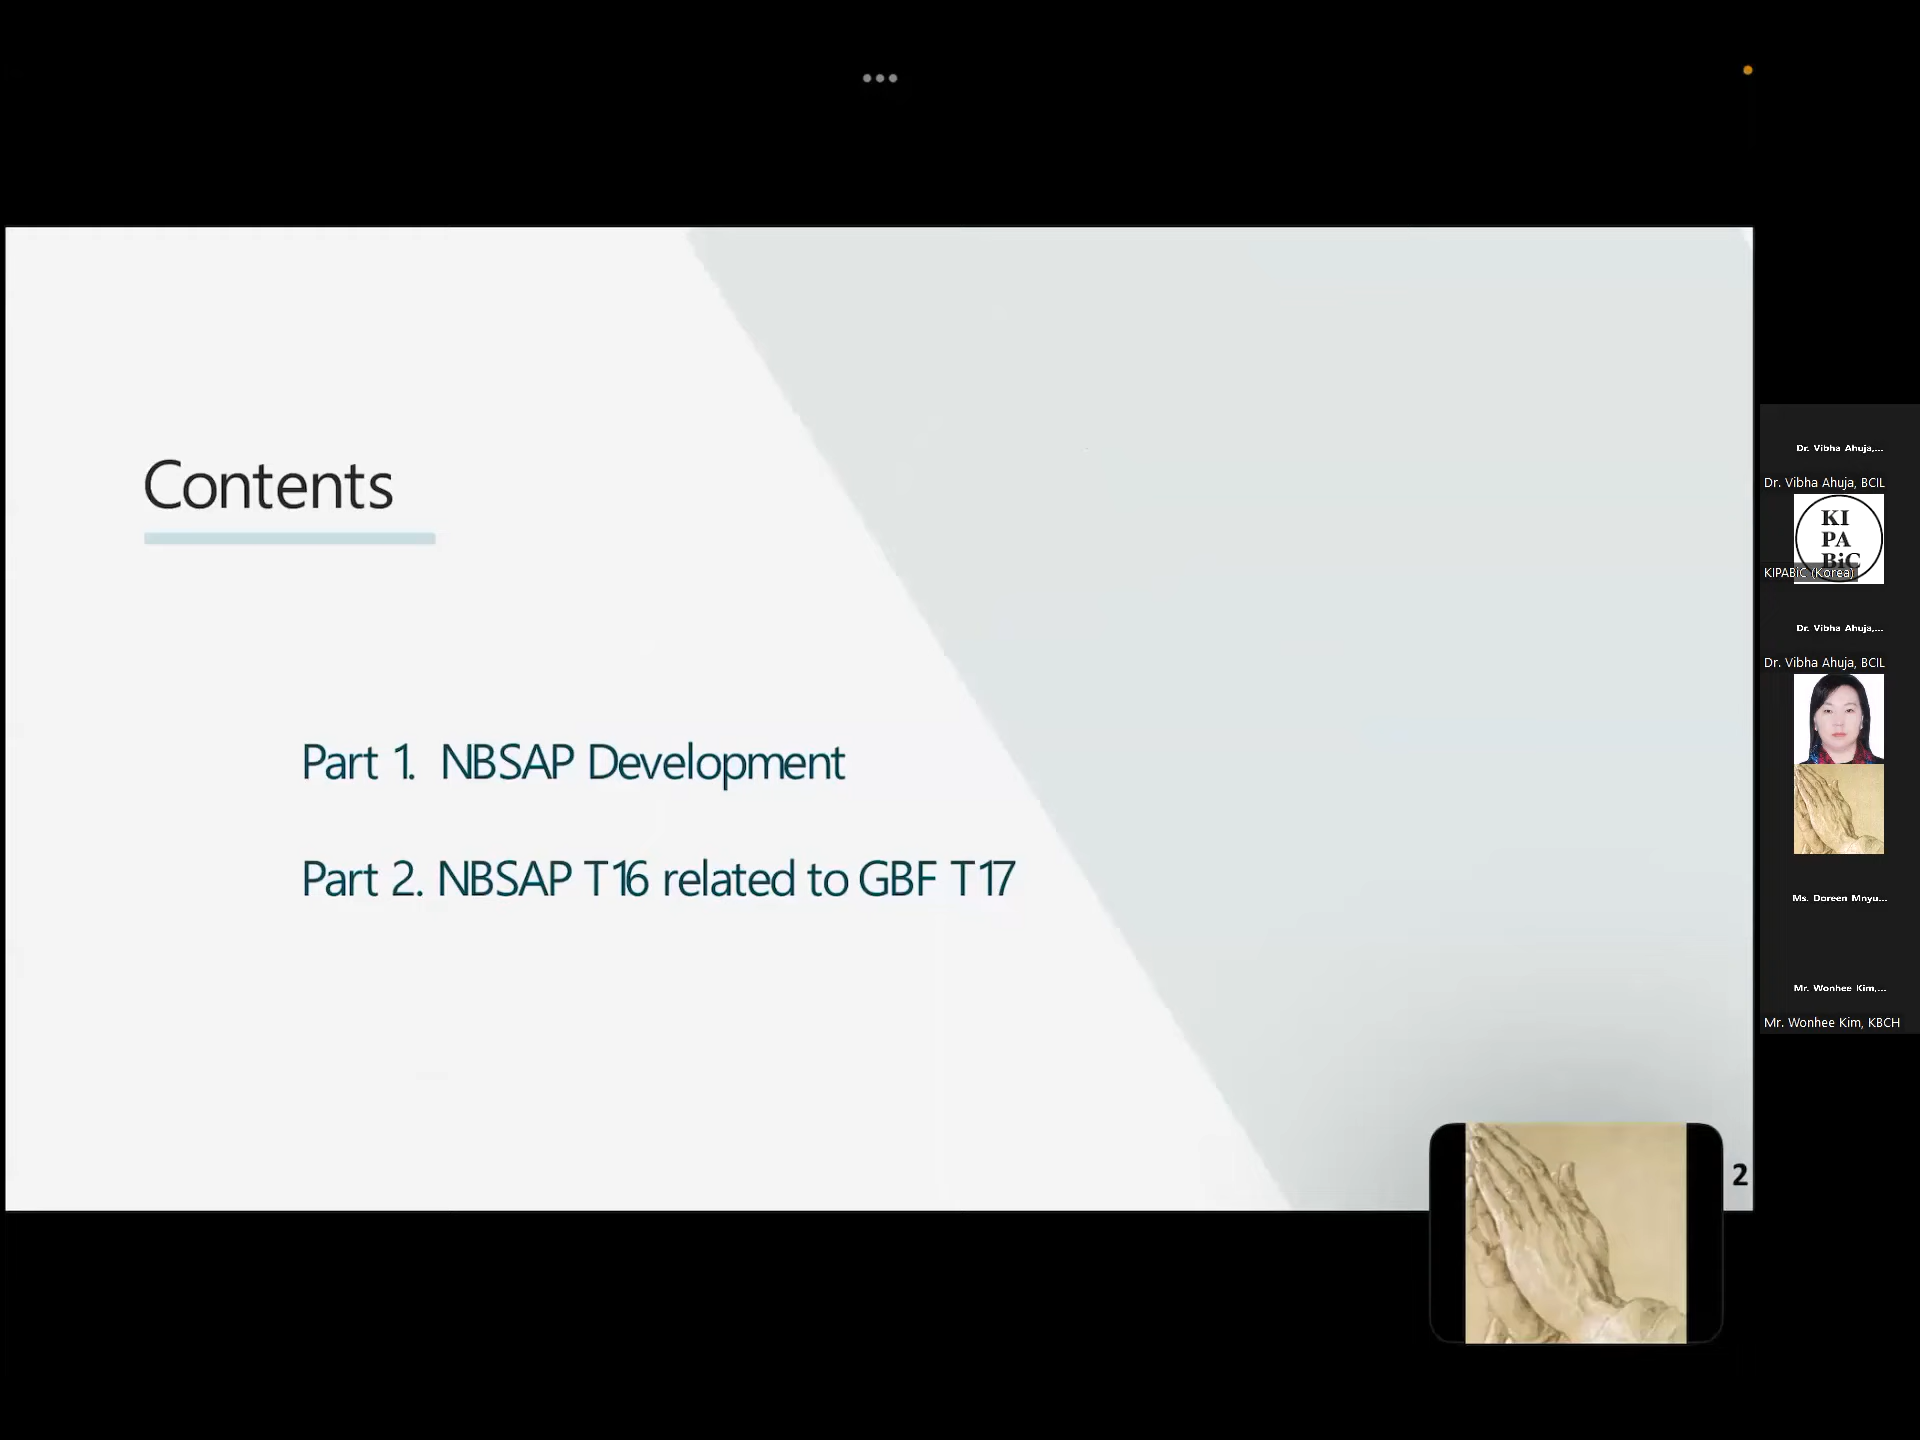 Contents
Part 1. NBSAP Development
Part 2. NBSAP T16 related to GBF T17
2
Dr. Vibha Ahuja,...
Dr. Vibha Ahuja, BCIL
KI
PA
BiC
KIPABiC (Korea)
Dr. Vibha Ahuja,...
Dr. Vibha Ahuja, BCIL
Ms. Doreen Mnyu...
Mr. Wonhee Kim,...
Mr. Wonhee Kim, KBCH